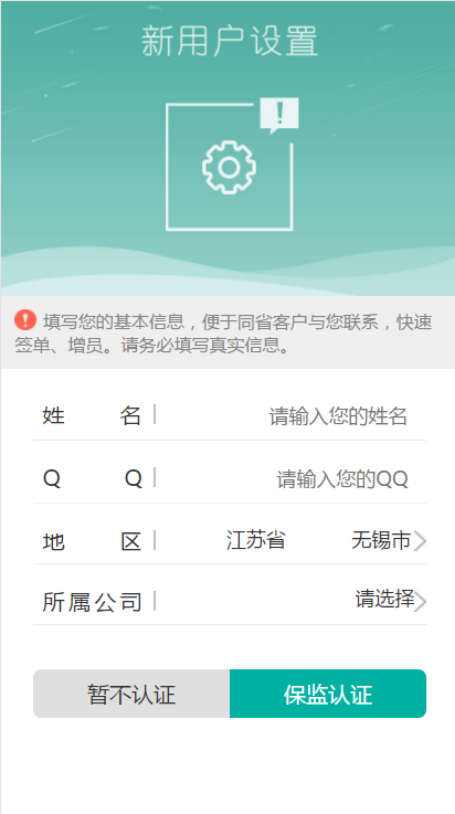 新用户设置
!
! 填写您的基本信息，便于同省客户与您联系，快速
签单、增员。请务必填写真实信息。
姓 名 | 请输入您的姓名
Q Q | 请输入您的QQ
地 区 | 江苏省 无锡市
所属公司 | 请选择
暂不认证 保监认证